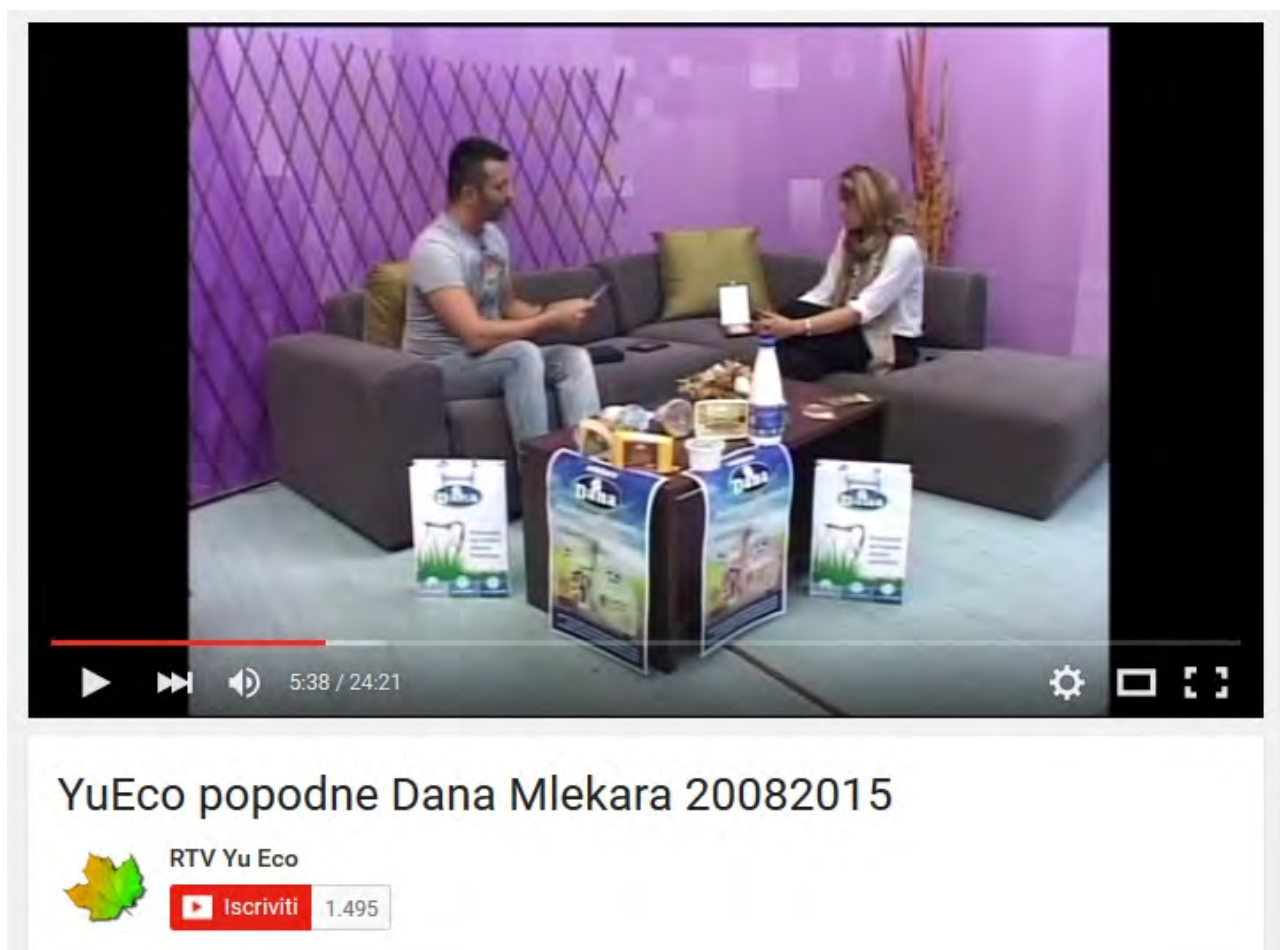 Dana
Dana
Dana
Dana
5:38 / 24:21
YuEco popodne Dana Mlekara 20082015
RTV Yu Eco
Iscriviti 1.495